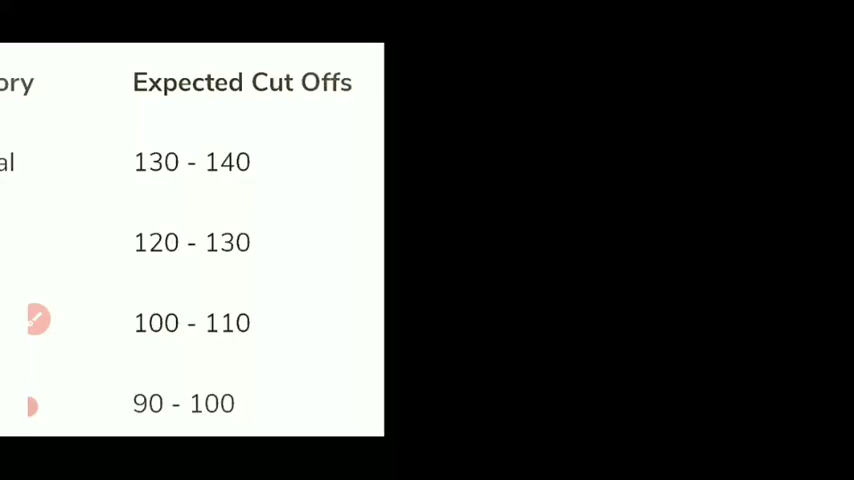 ory Expected Cut Offs
al 130 - 140
120 - 130
100 - 110
90 - 100